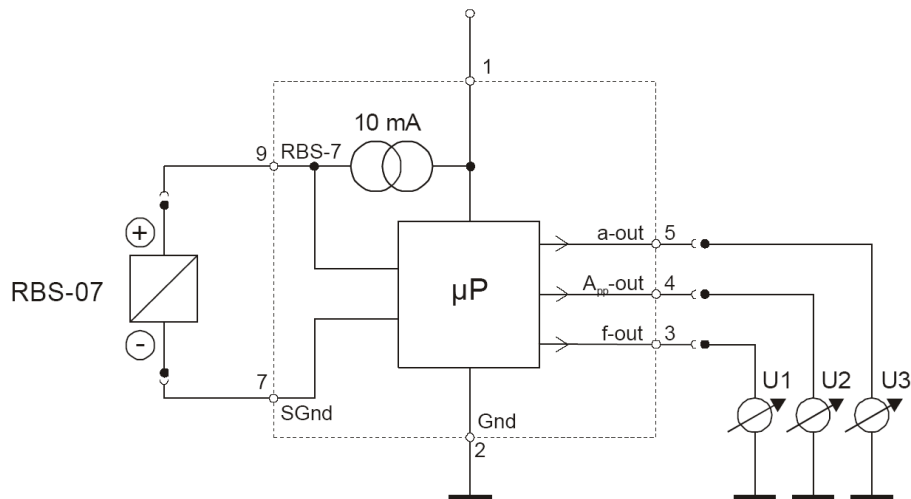 1
10 mA
9
RBS-7
+
a-out
5
RBS-07
µP
App-out
4
-
f-out
3
7
SGnd
U1
U2
U3
Gnd
2